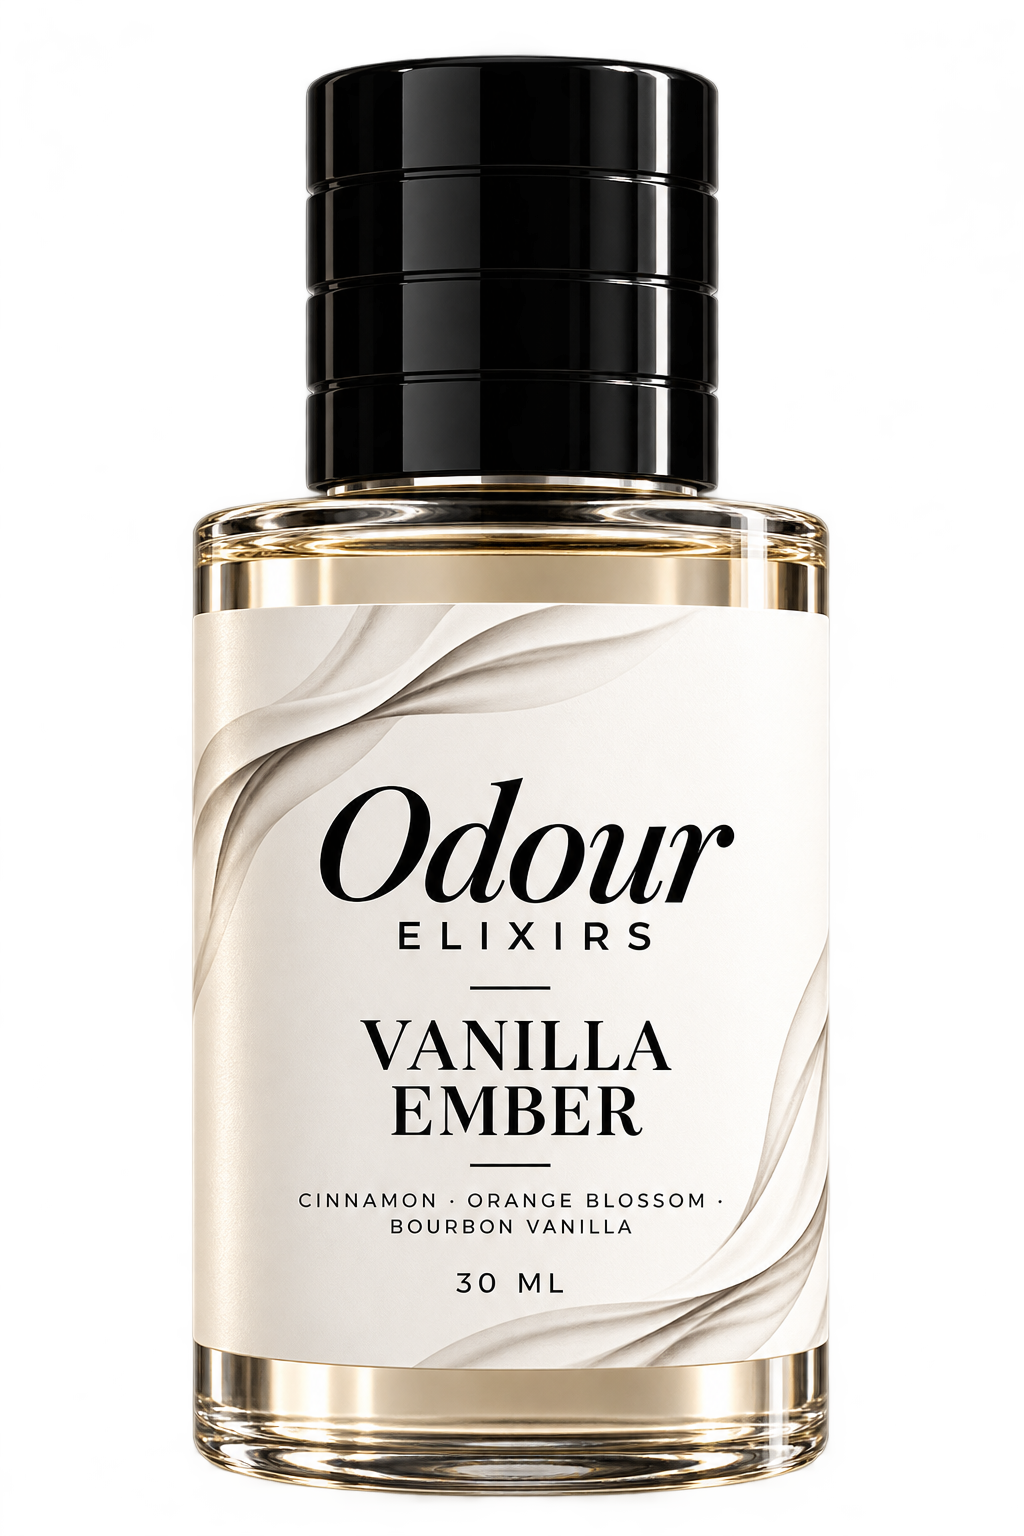 Odour
ELIXIRS
VANILLA
EMBER
CINNAMON · ORANGE BLOSSOM ·
BOURBON VANILLA
30 ML